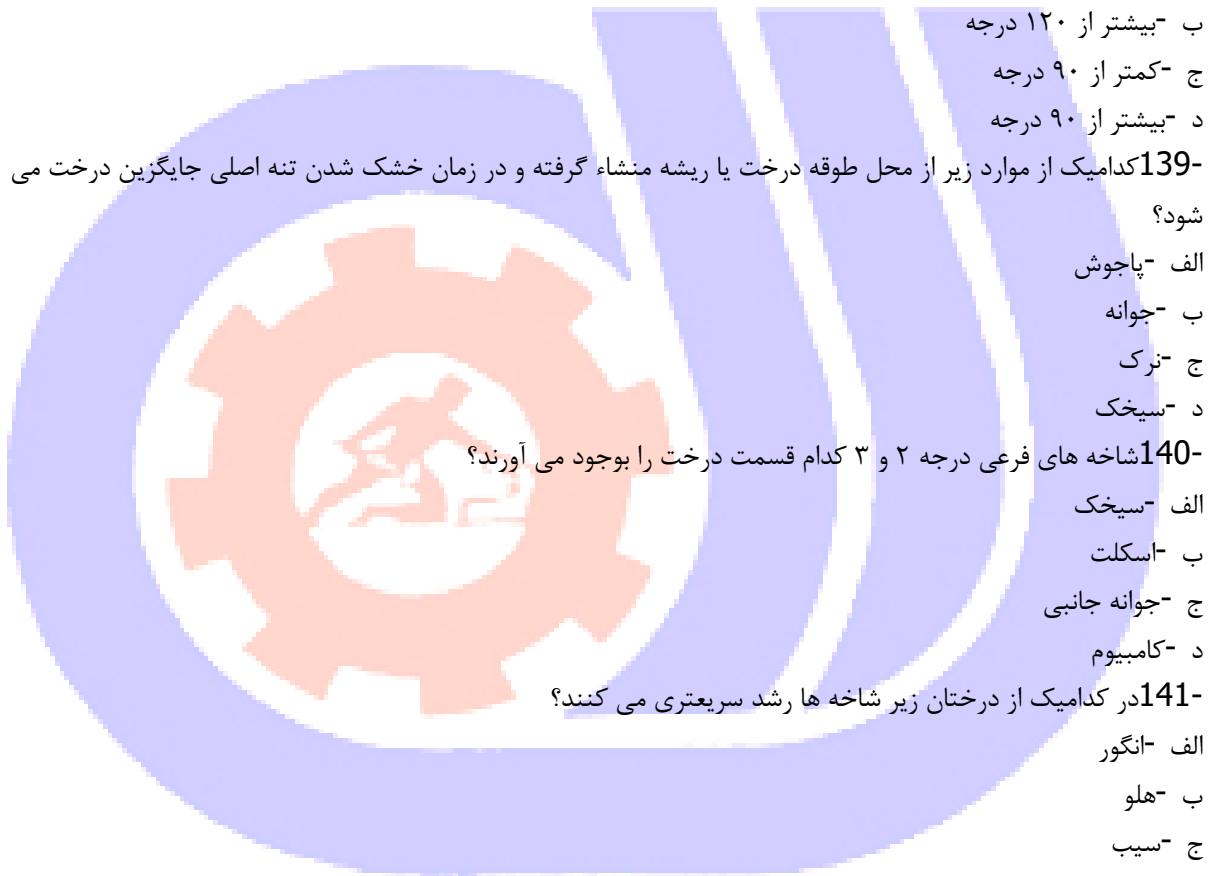 ب -بیشتر از ۱۲۰ درجه
ج -کمتر از ۹۰ درجه
د -بیشتر از ۹۰ درجه
-139کدامیک از موارد زیر از محل طوقه درخت یا ریشه منشاء گرفته و در زمان خشک شدن تنه اصلی جایگزین درخت می
شود؟
الف -پاجوش
ب -جوانه
ج -نرک
د -سیخک
-140شاخه های فرعی درجه ۲ و ۳ کدام قسمت درخت را بوجود می آورند؟
الف -سیخک
ب -اسکلت
ج -جوانه جانبی
د -کامبیوم
-141در کدامیک از درختان زیر شاخه ها رشد سریعتری می کنند؟
الف -انگور
ب -هلو
ج -سیب